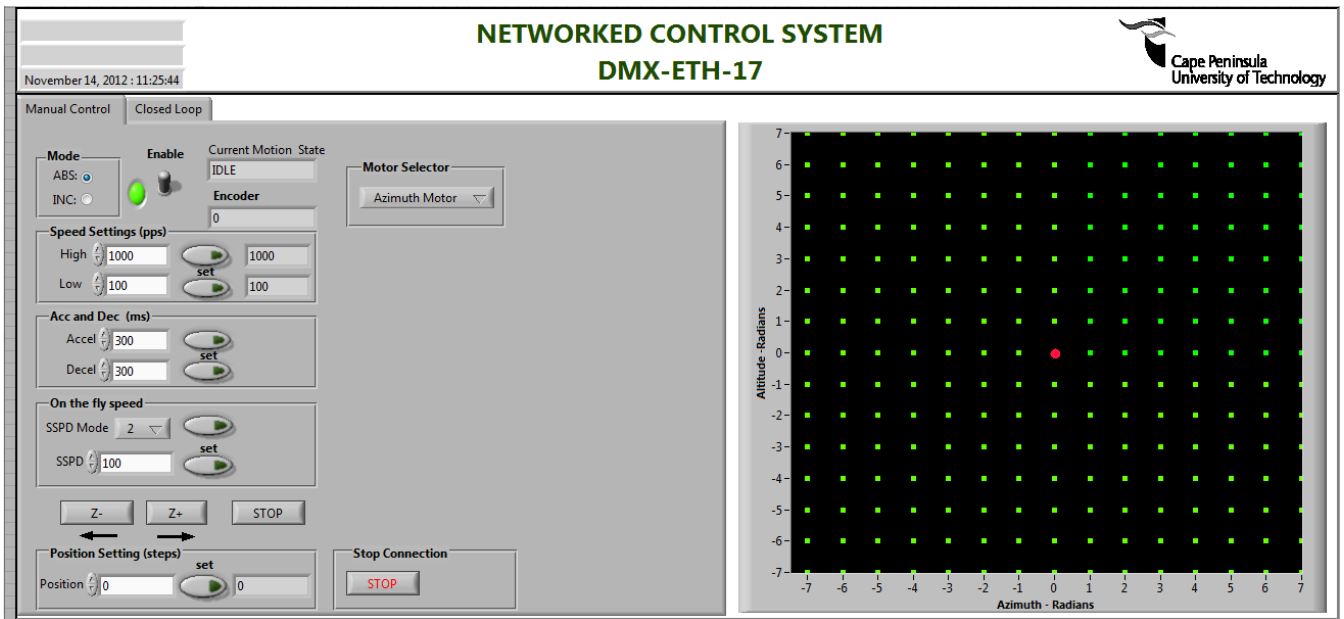 NETWORKED CONTROL SYSTEM
DMX-ETH-17
Cape Peninsula
University of Technology
November 14, 2012 : 11:25:44
Manual Control Closed Loop
Mode
ABS:
INC:
Enable
Current Motion State
IDLE
Encoder
0
Motor Selector
Azimuth Motor
Speed Settings (pps)
High 1000 1000
set
Low 100 100
Acc and Dec (ms)
Accel 300
set
Decel 300
On the fly speed
SSPD Mode 2
set
SSPD 100
Z- Z+ STOP
Position Setting (steps)
set
Position 0 0
Stop Connection
STOP
Altitude -Radians
7
6
5
4
3
2
1
0
-1
-2
-3
-4
-5
-6
-7
-7 -6 -5 -4 -3 -2 -1 0 1 2 3 4 5 6 7
Azimuth - Radians